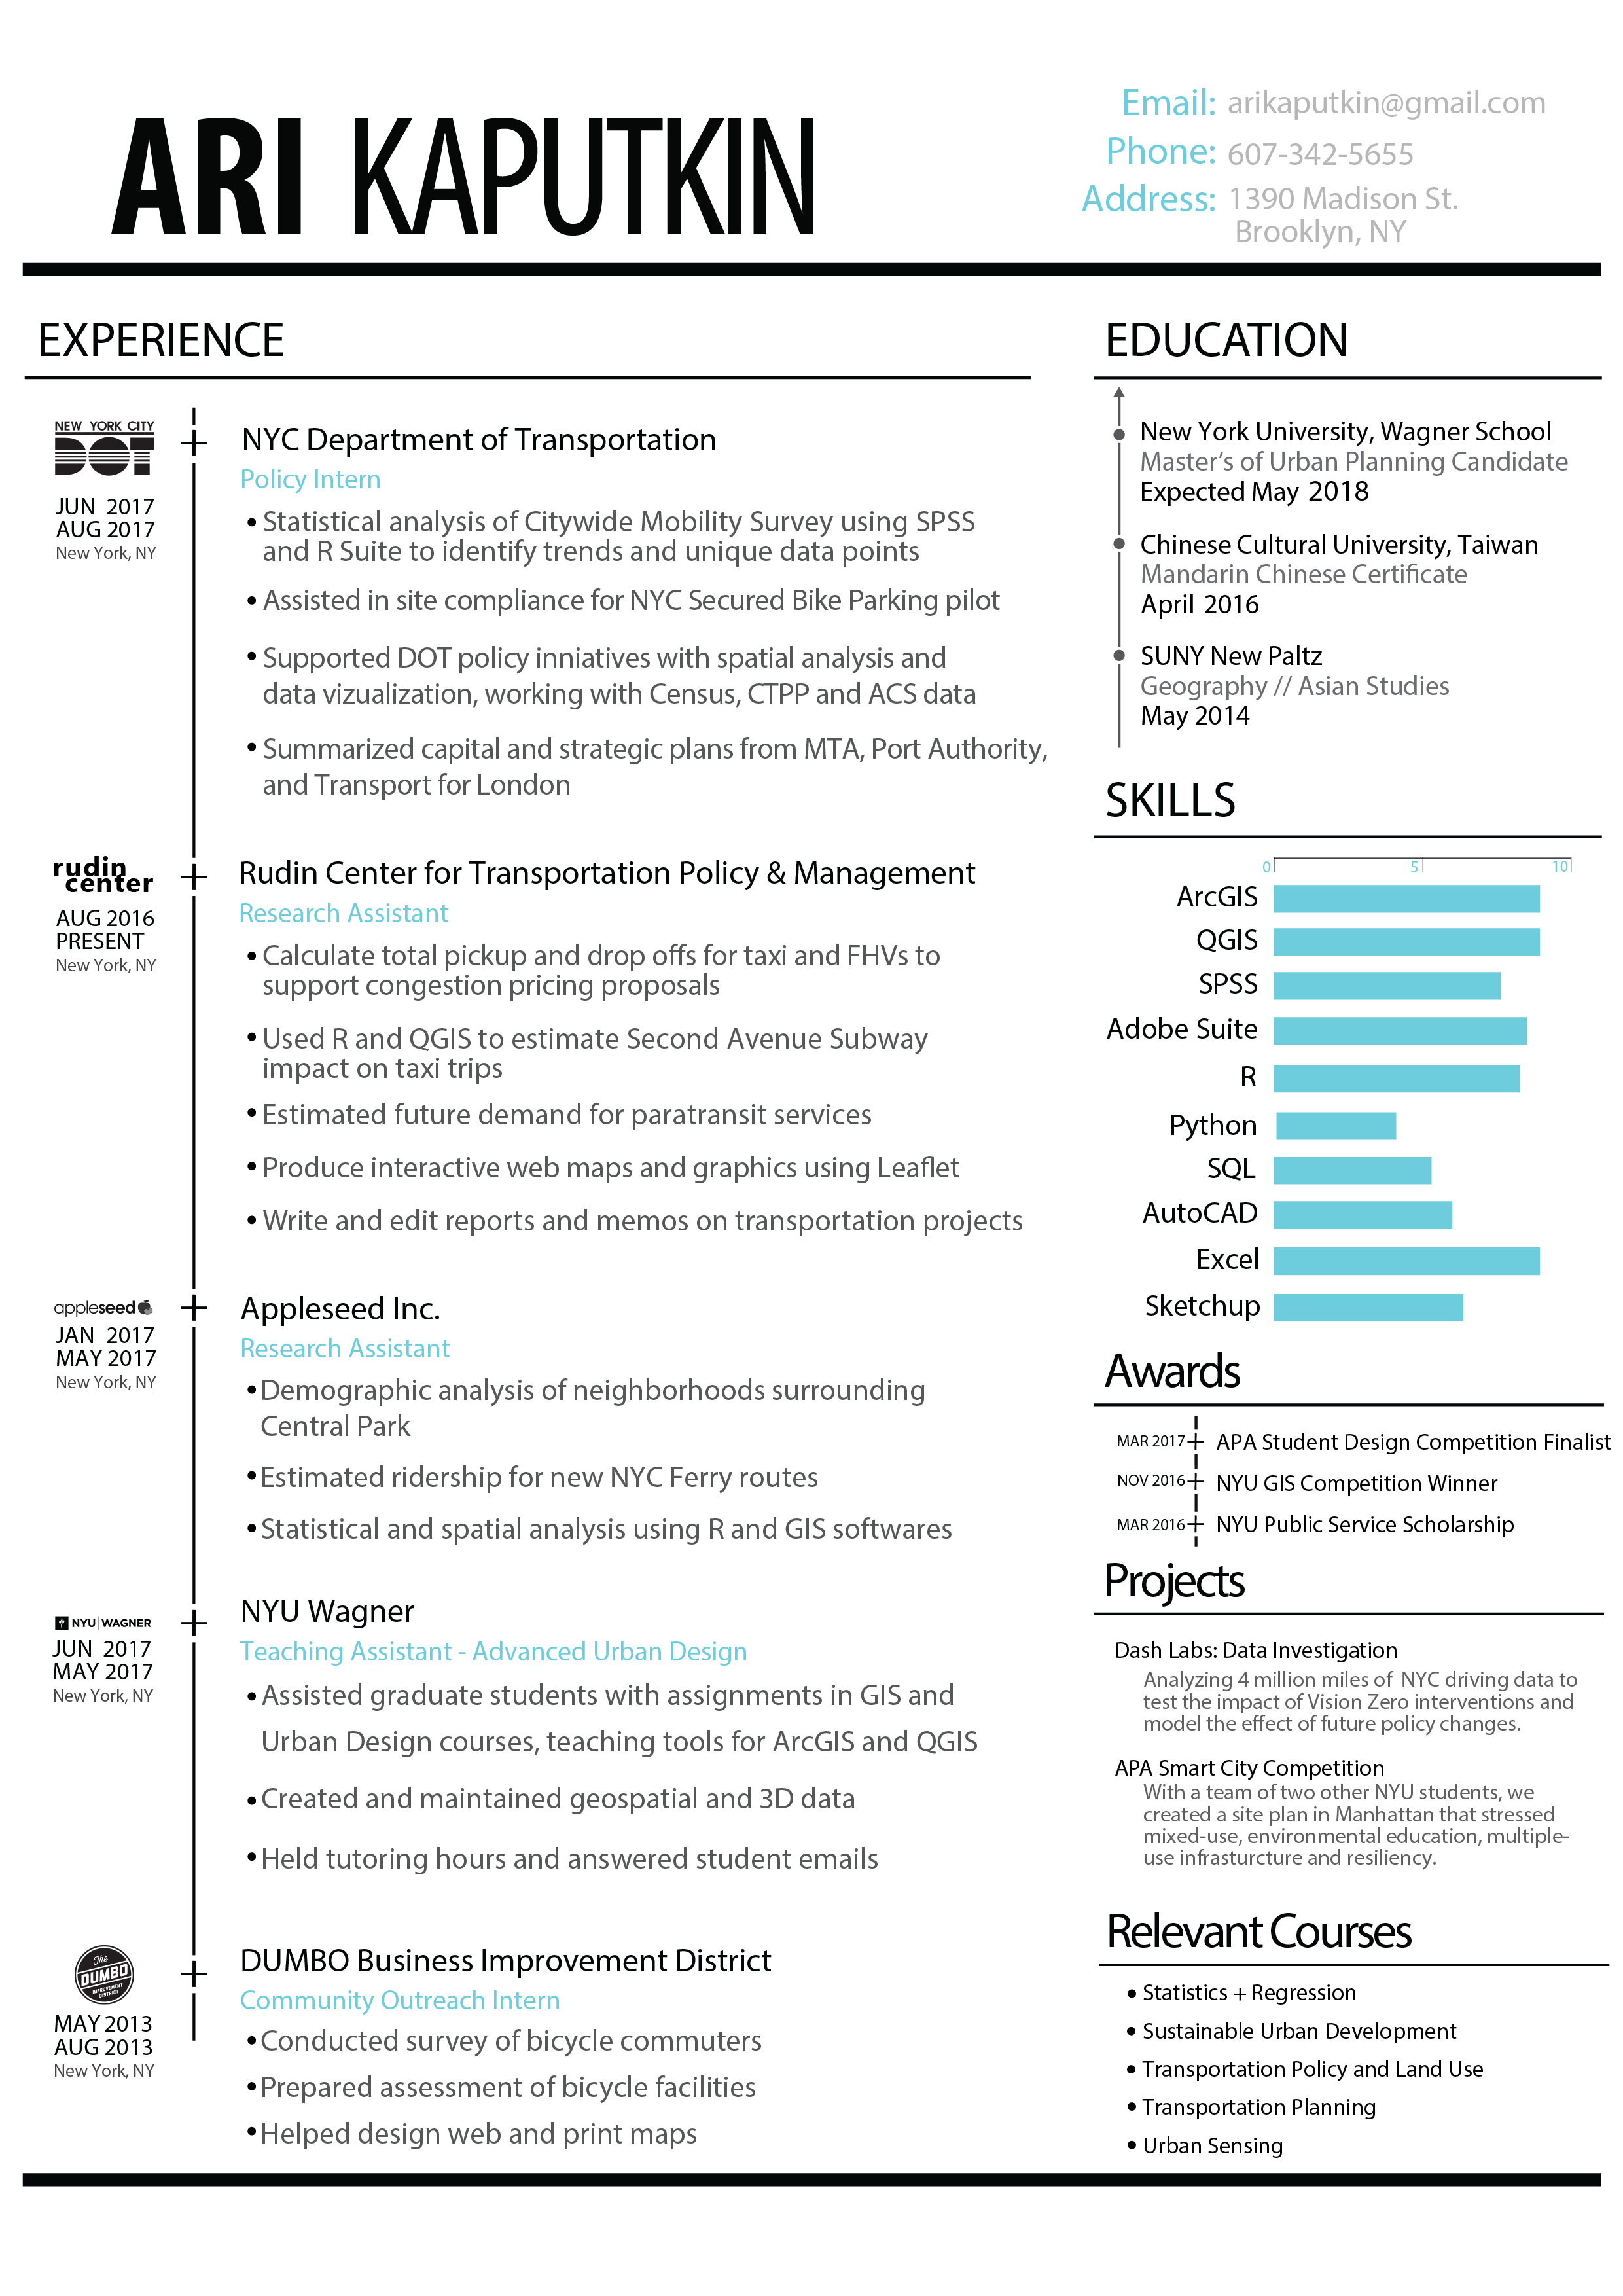 ARI KAPUTKIN
Email: arikaputkin@gmail.com
Phone: 607-342-5655
Address: 1390 Madison St.
Brooklyn, NY
EXPERIENCE
NEW YORK CITY
DOT
JUN 2017
AUG 2017
New York, NY
NYC Department of Transportation
Policy Intern
• Statistical analysis of Citywide Mobility Survey using SPSS
and R Suite to identify trends and unique data points
• Assisted in site compliance for NYC Secured Bike Parking pilot
• Supported DOT policy inniatives with spatial analysis and
data vizualization, working with Census, CTPP and ACS data
• Summarized capital and strategic plans from MTA, Port Authority,
and Transport for London
rudin
center
AUG 2016
PRESENT
New York, NY
Rudin Center for Transportation Policy & Management
Research Assistant
• Calculate total pickup and drop offs for taxi and FHVs to
support congestion pricing proposals
• Used R and QGIS to estimate Second Avenue Subway
impact on taxi trips
• Estimated future demand for paratransit services
• Produce interactive web maps and graphics using Leaflet
• Write and edit reports and memos on transportation projects
appleseed
JAN 2017
MAY 2017
New York, NY
Appleseed Inc.
Research Assistant
• Demographic analysis of neighborhoods surrounding
Central Park
• Estimated ridership for new NYC Ferry routes
• Statistical and spatial analysis using R and GIS softwares
NYU WAGNER
JUN 2017
MAY 2017
New York, NY
NYU Wagner
Teaching Assistant - Advanced Urban Design
• Assisted graduate students with assignments in GIS and
Urban Design courses, teaching tools for ArcGIS and QGIS
• Created and maintained geospatial and 3D data
• Held tutoring hours and answered student emails
The
DUMBO
IMPROVEMENT
DISTRICT
MAY 2013
AUG 2013
New York, NY
DUMBO Business Improvement District
Community Outreach Intern
• Conducted survey of bicycle commuters
• Prepared assessment of bicycle facilities
• Helped design web and print maps
EDUCATION
New York University, Wagner School
Master's of Urban Planning Candidate
Expected May 2018
Chinese Cultural University, Taiwan
Mandarin Chinese Certificate
April 2016
SUNY New Paltz
Geography // Asian Studies
May 2014
SKILLS
0 5 10
ArcGIS
QGIS
SPSS
Adobe Suite
R
Python
SQL
AutoCAD
Excel
Sketchup
Awards
MAR 2017 APA Student Design Competition Finalist
NOV 2016 NYU GIS Competition Winner
MAR 2016 NYU Public Service Scholarship
Projects
Dash Labs: Data Investigation
Analyzing 4 million miles of NYC driving data to
test the impact of Vision Zero interventions and
model the effect of future policy changes.
APA Smart City Competition
With a team of two other NYU students, we
created a site plan in Manhattan that stressed
mixed-use, environmental education, multiple-
use infrasturcture and resiliency.
Relevant Courses
• Statistics + Regression
• Sustainable Urban Development
• Transportation Policy and Land Use
• Transportation Planning
• Urban Sensing